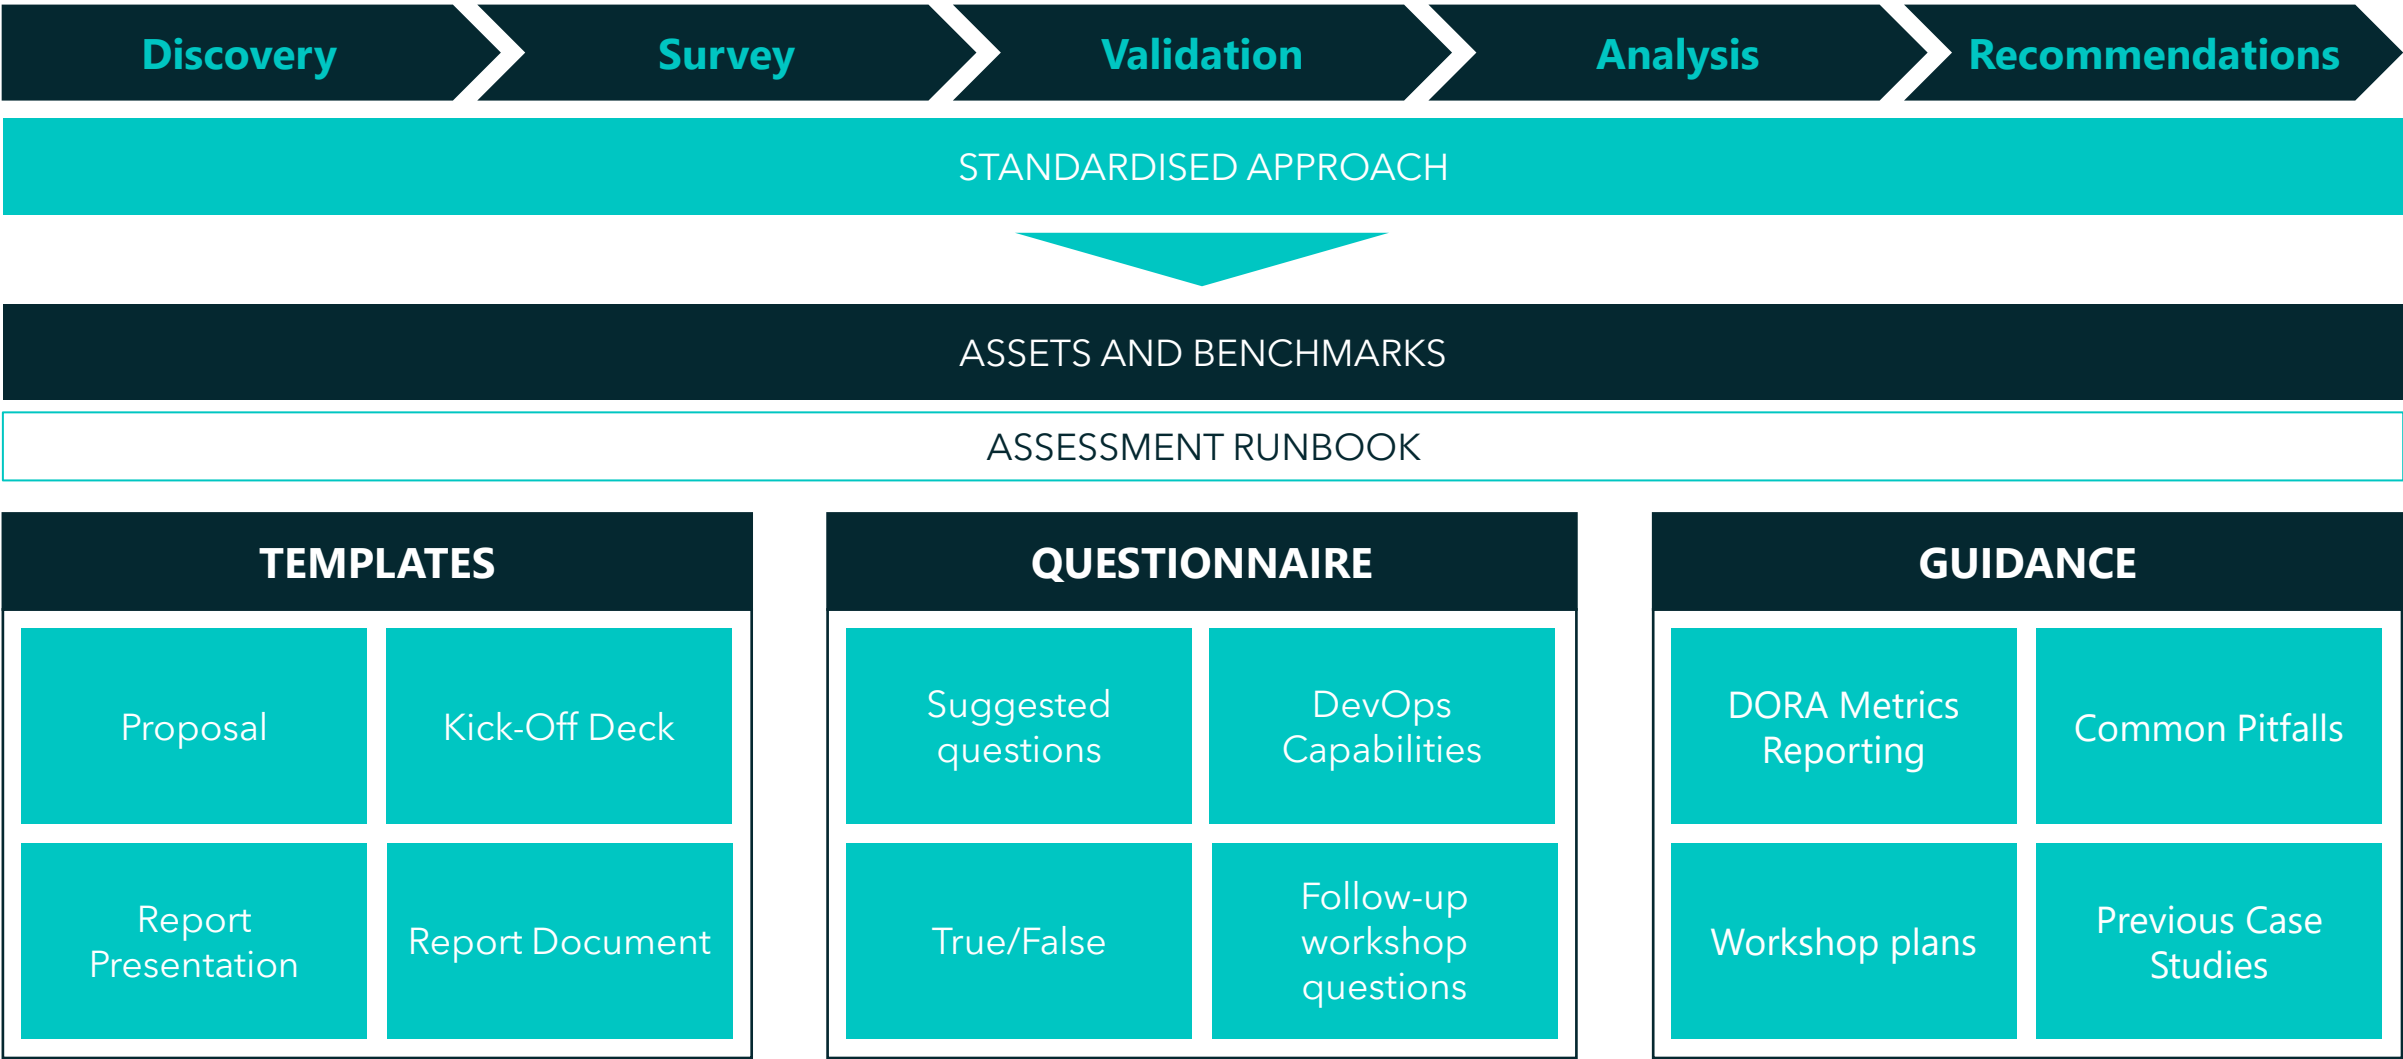 Discovery
Survey
Validation
Analysis
Recommendations
STANDARDISED APPROACH
ASSETS AND BENCHMARKS
ASSESSMENT RUNBOOK
TEMPLATES
Proposal
Kick-Off Deck
Report
Presentation
Report Document
QUESTIONNAIRE
Suggested
questions
DevOps
Capabilities
True/False
Follow-up
workshop
questions
GUIDANCE
DORA Metrics
Reporting
Common Pitfalls
Workshop plans
Previous Case
Studies